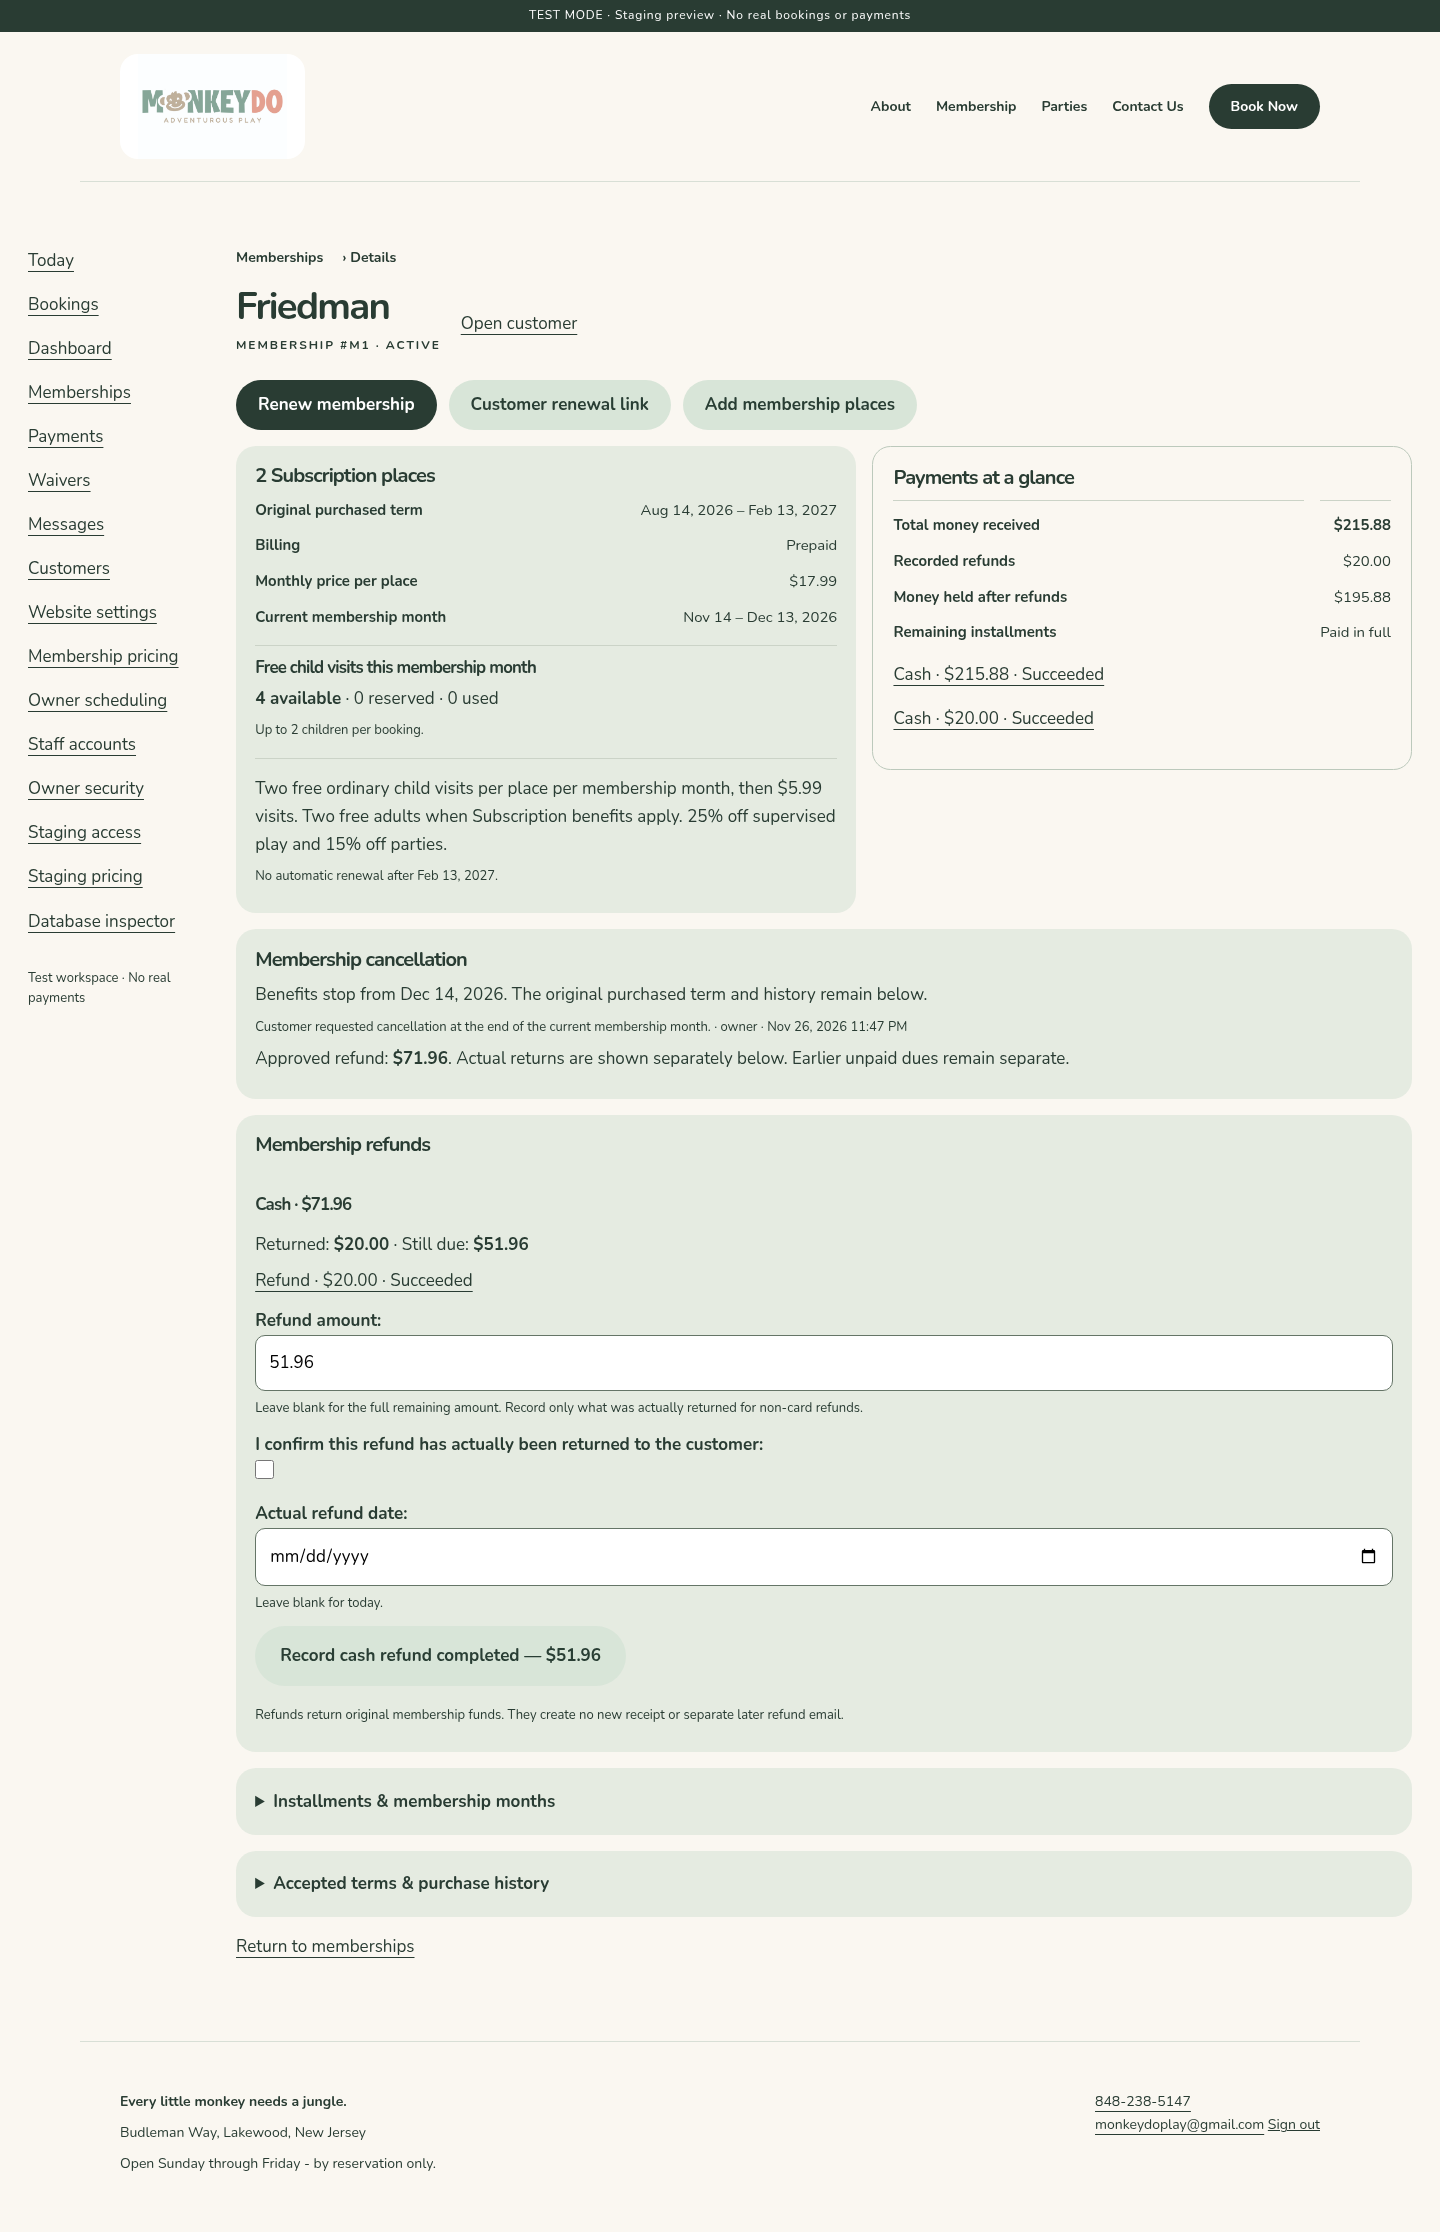 TEST MODE · Staging preview · No real bookings or payments
MONKEYDO
ADVENTUROUS PLAY
About
Membership
Parties
Contact Us
Book Now
Today
Bookings
Dashboard
Memberships
Payments
Waivers
Messages
Customers
Website settings
Membership pricing
Owner scheduling
Staff accounts
Owner security
Staging access
Staging pricing
Database inspector
Test workspace · No real
payments
Memberships › Details
Friedman
MEMBERSHIP #M1 · ACTIVE
Open customer
Renew membership
Customer renewal link
Add membership places
2 Subscription places
Original purchased term Aug 14, 2026 – Feb 13, 2027
Billing Prepaid
Monthly price per place $17.99
Current membership month Nov 14 – Dec 13, 2026
Free child visits this membership month
4 available · 0 reserved · 0 used
Up to 2 children per booking.
Two free ordinary child visits per place per membership month, then $5.99
visits. Two free adults when Subscription benefits apply. 25% off supervised
play and 15% off parties.
No automatic renewal after Feb 13, 2027.
Payments at a glance
Total money received $215.88
Recorded refunds $20.00
Money held after refunds $195.88
Remaining installments Paid in full
Cash · $215.88 · Succeeded
Cash · $20.00 · Succeeded
Membership cancellation
Benefits stop from Dec 14, 2026. The original purchased term and history remain below.
Customer requested cancellation at the end of the current membership month. · owner · Nov 26, 2026 11:47 PM
Approved refund: $71.96. Actual returns are shown separately below. Earlier unpaid dues remain separate.
Membership refunds
Cash · $71.96
Returned: $20.00 · Still due: $51.96
Refund · $20.00 · Succeeded
Refund amount:
51.96
Leave blank for the full remaining amount. Record only what was actually returned for non-card refunds.
I confirm this refund has actually been returned to the customer:
Actual refund date:
mm/dd/yyyy
Leave blank for today.
Record cash refund completed — $51.96
Refunds return original membership funds. They create no new receipt or separate later refund email.
Installments & membership months
Accepted terms & purchase history
Return to memberships
Every little monkey needs a jungle.
Budleman Way, Lakewood, New Jersey
Open Sunday through Friday - by reservation only.
848-238-5147
monkeydoplay@gmail.com Sign out